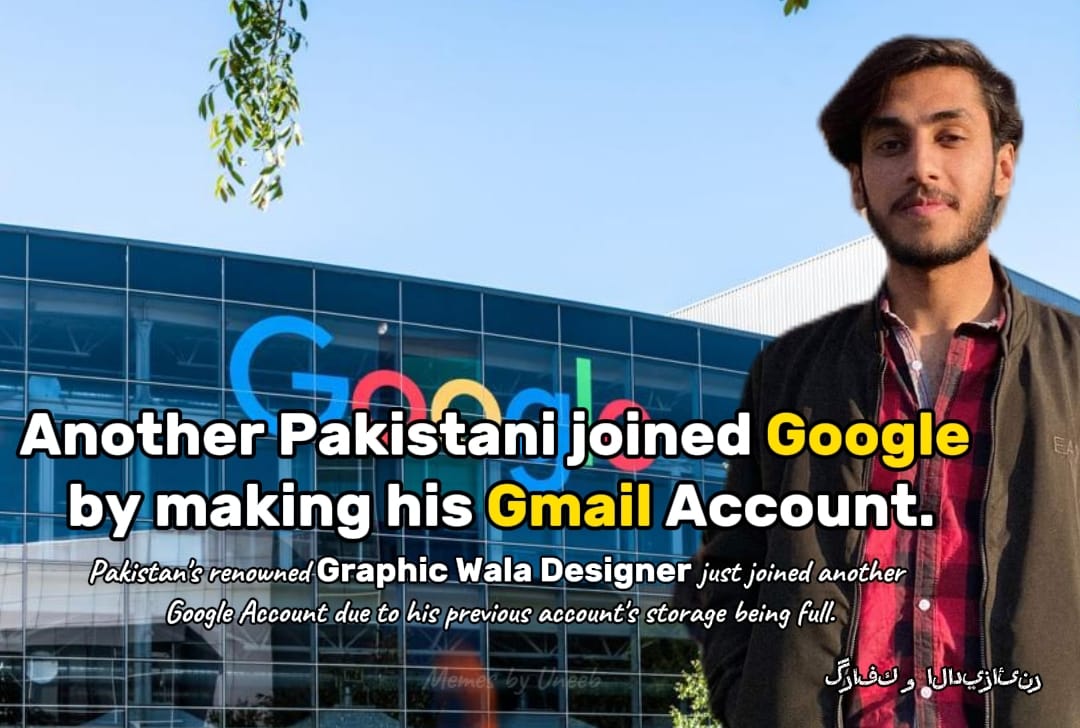 Google
Another Pakistani joined Google
by making his Gmail Account.
Pakistan's renowned Graphic Wala Designer just joined another
Google Account due to his previous account's storage being full.
Memes by Uneeb